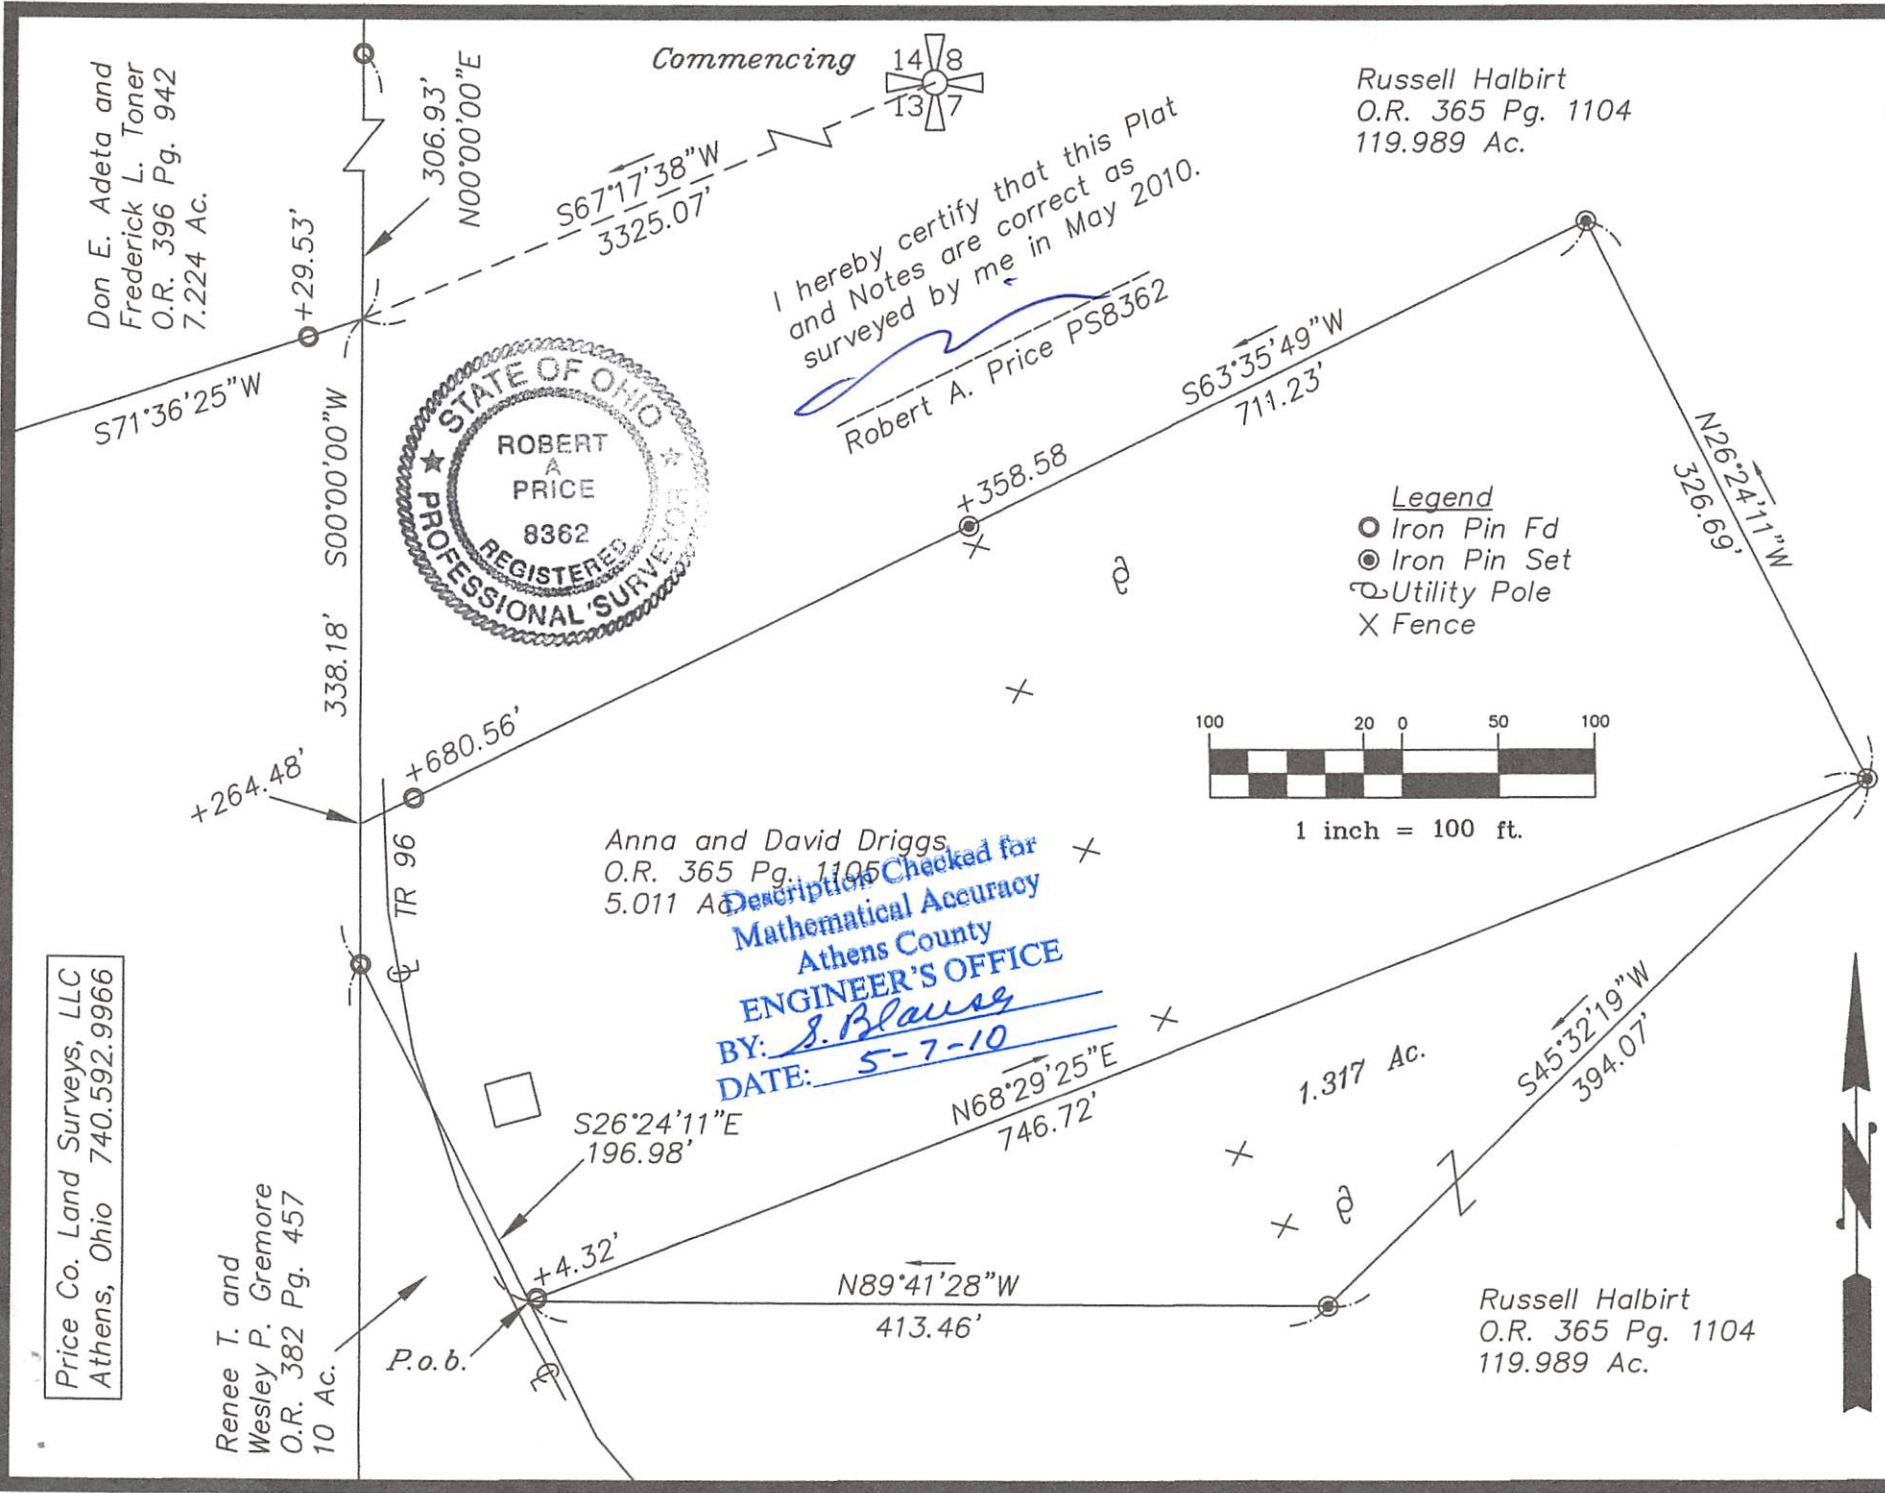 Don E. Adeta and
Frederick L. Toner
O.R. 396 Pg. 942
7.224 Ac.
306.93'
N00°00'00"E
Commencing
14 8
13 7
Russell Halbirt
O.R. 365 Pg. 1104
119.989 Ac.
S67°17'38"W
3325.07'
+29.53'
S71°36'25"W
I hereby certify that this Plat
and Notes are correct as
surveyed by me in May 2010.
Robert A. Price PS8362
STATE OF OHIO
ROBERT
A
PRICE
8362
REGISTERED
PROFESSIONAL SURVEYOR
S63°35'49"W
711.23'
+358.58
N26°24'11"W
326.69'
Legend
Iron Pin Fd
Iron Pin Set
Utility Pole
Fence
S00°00'00"W
338.18'
+680.56'
+264.48'
100 20 0 50 100
1 inch = 100 ft.
TR 96
Anna and David Driggs
O.R. 365 Pg. 1105
5.011 Ac.
Description Checked for
Mathematical Accuracy
Athens County
ENGINEER'S OFFICE
BY: S. Blauser
DATE: 5-7-10
Price Co. Land Surveys, LLC
Athens, Ohio 740.592.9966
S26°24'11"E
196.98'
N68°29'25"E
746.72'
1.317 Ac.
S45°32'19"W
394.07'
Renee T. and
Wesley P. Gremore
O.R. 382 Pg. 457
10 Ac.
+4.32'
P.o.b.
N89°41'28"W
413.46'
Russell Halbirt
O.R. 365 Pg. 1104
119.989 Ac.
N